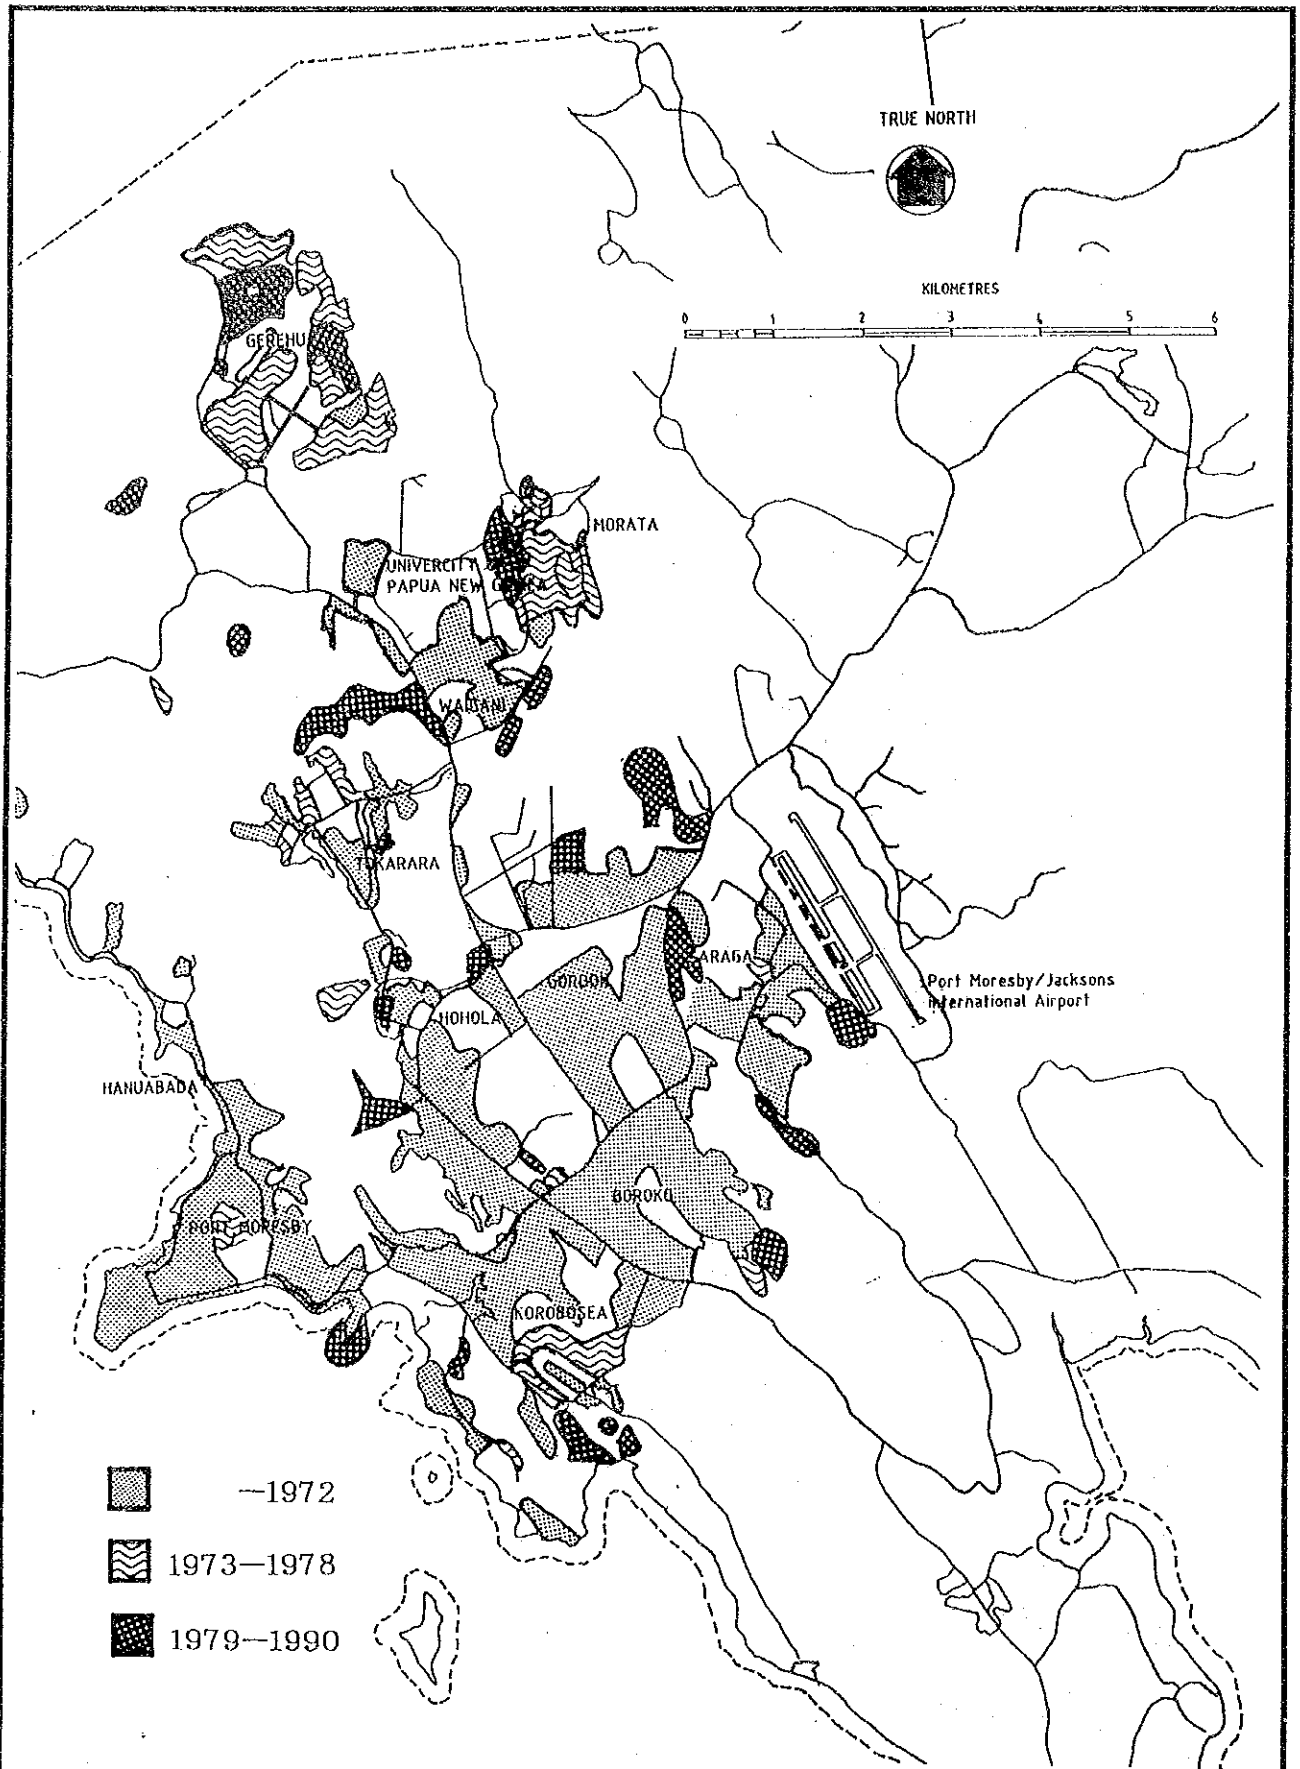 TRUE NORTH
KILOMETRES
0 1 2 3 4 5 6
GEREHU
MORATA
UNIVERCITY
PAPUA NEW
WAIGANI
TOKARARA
ARAGA
GORDON
Port Moresby/Jacksons
International Airport
HOHOLA
HANUABADA
BOROKO
PORT MORESBY
KOROBOSEA
—1972
1973—1978
1979—1990